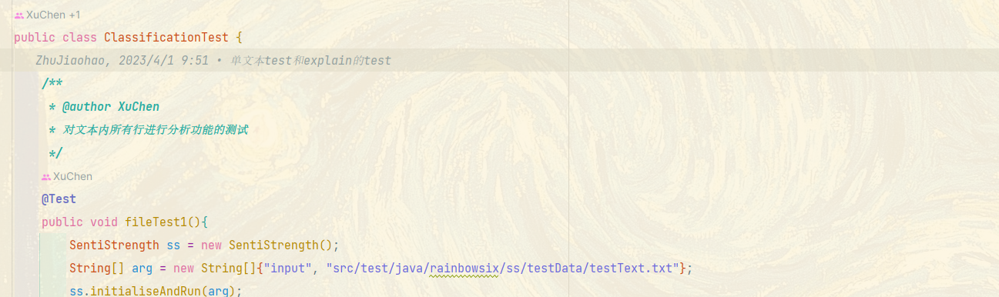 XuChen +1
public class ClassificationTest {
ZhuJiaohao, 2023/4/1 9:51 • 单文本test和explain的test
/**
* @author XuChen
* 对文本内所有行进行分析功能的测试
*/
XuChen
@Test
public void fileTest1(){
SentiStrength ss = new SentiStrength();
String[] arg = new String[]{"input", "src/test/java/rainbowsix/ss/testData/testText.txt"};
ss.initialiseAndRun(arg);